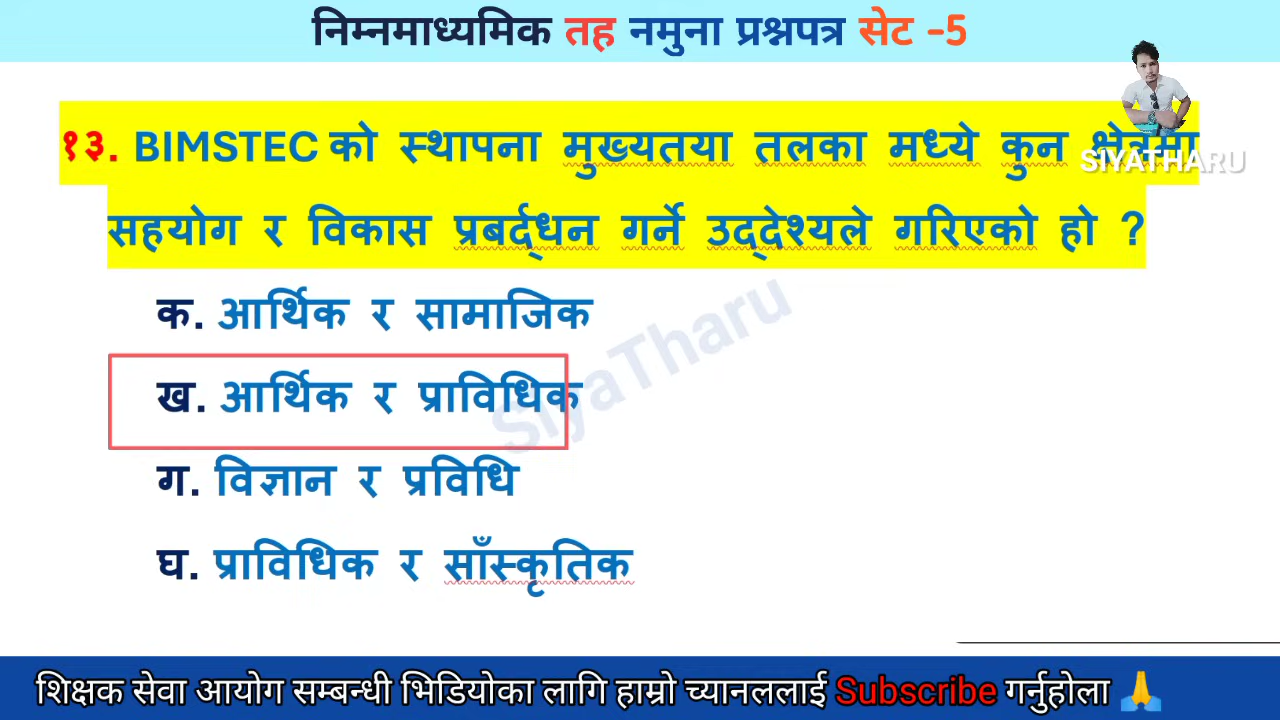 निम्नमाध्यमिक तह नमुना प्रश्नपत्र सेट -5
१३. BIMSTEC को स्थापना मुख्यतया तलका मध्ये कुन क्षेत्रमा
SIYATHARU
सहयोग र विकास प्रबर्द्धन गर्ने उद्देश्यले गरिएको हो ?
क. आर्थिक र सामाजिक
ख. आर्थिक र प्राविधिक
SiyaTharu
ग. विज्ञान र प्रविधि
घ. प्राविधिक र साँस्कृतिक
शिक्षक सेवा आयोग सम्बन्धी भिडियोका लागि हाम्रो च्यानललाई Subscribe गर्नुहोला 🙏